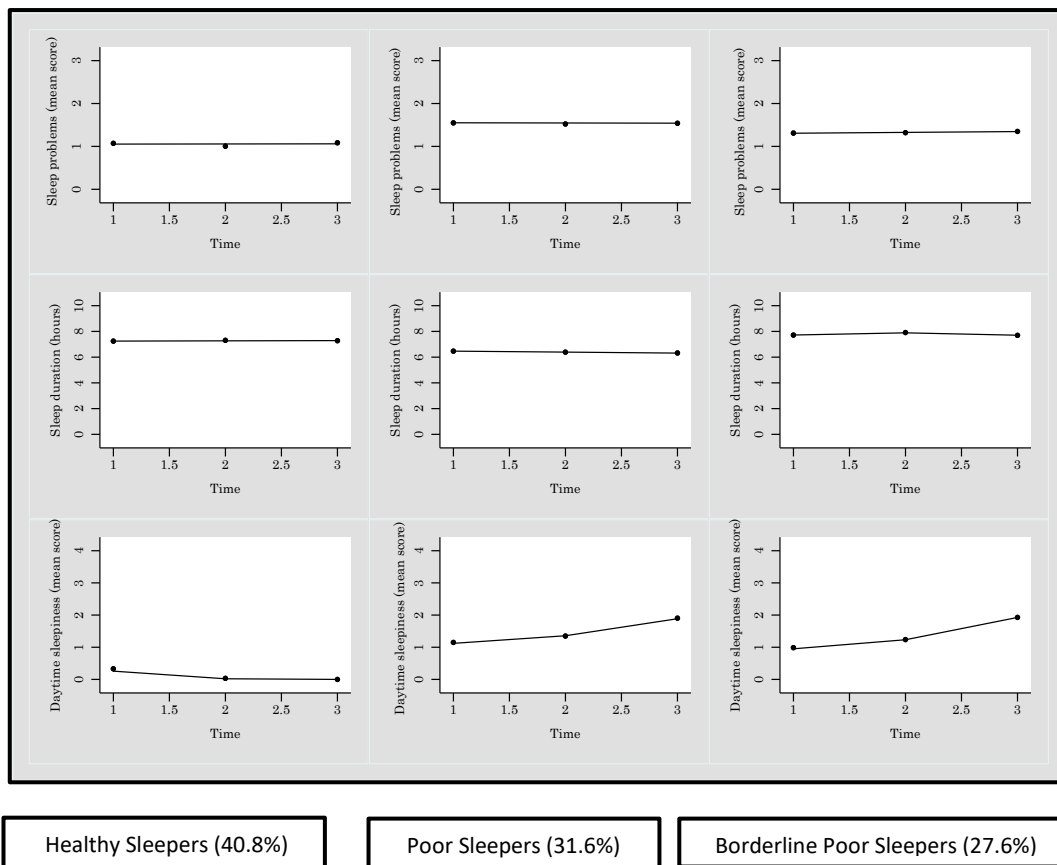 Sleep problems (mean score)
3
2
1
0
1 1.5 2 2.5 3
Time
Sleep problems (mean score)
3
2
1
0
1 1.5 2 2.5 3
Time
Sleep problems (mean score)
3
2
1
0
1 1.5 2 2.5 3
Time
Sleep duration (hours)
10
8
6
4
2
0
1 1.5 2 2.5 3
Time
Sleep duration (hours)
10
8
6
4
2
0
1 1.5 2 2.5 3
Time
Sleep duration (hours)
10
8
6
4
2
0
1 1.5 2 2.5 3
Time
Daytime sleepiness (mean score)
4
3
2
1
0
1 1.5 2 2.5 3
Time
Daytime sleepiness (mean score)
4
3
2
1
0
1 1.5 2 2.5 3
Time
Daytime sleepiness (mean score)
4
3
2
1
0
1 1.5 2 2.5 3
Time
Healthy Sleepers (40.8%)
Poor Sleepers (31.6%)
Borderline Poor Sleepers (27.6%)